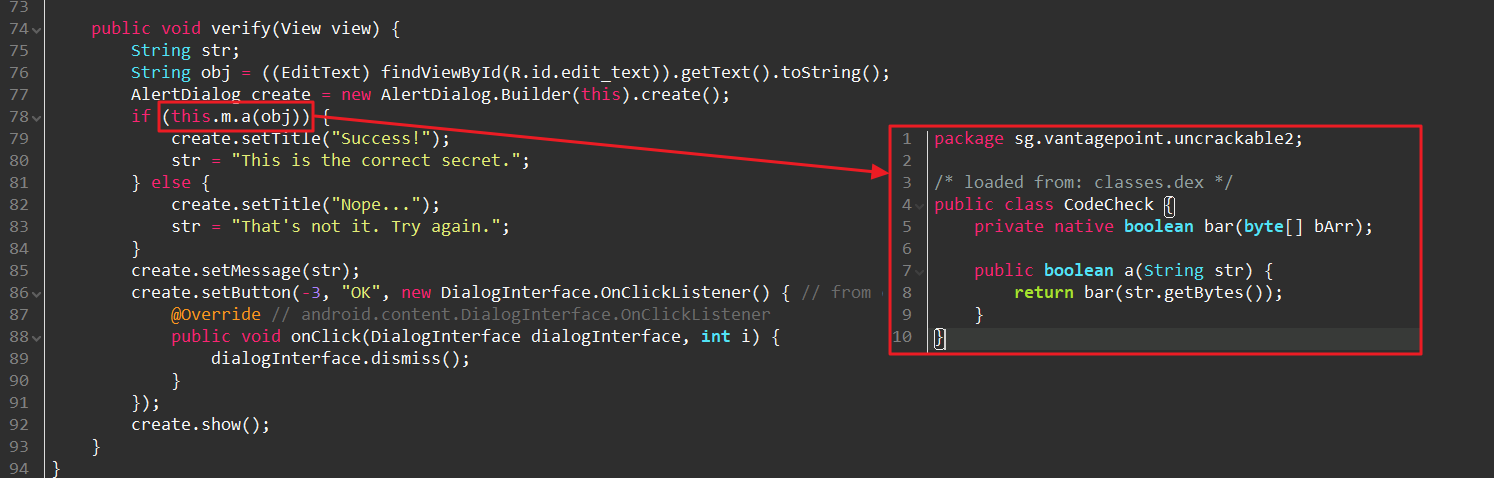 73
74 public void verify(View view) {
75 String str;
76 String obj = ((EditText) findViewById(R.id.edit_text)).getText().toString();
77 AlertDialog create = new AlertDialog.Builder(this).create();
78 if (this.m.a(obj)) {
79 create.setTitle("Success!");
80 str = "This is the correct secret.";
81 } else {
82 create.setTitle("Nope...");
83 str = "That's not it. Try again.";
84 }
85 create.setMessage(str);
86 create.setButton(-3, "OK", new DialogInterface.OnClickListener() { // from
87 @Override // android.content.DialogInterface.OnClickListener
88 public void onClick(DialogInterface dialogInterface, int i) {
89 dialogInterface.dismiss();
90 }
91 });
92 create.show();
93 }
94 }
1 package sg.vantagepoint.uncrackable2;
2
3 /* loaded from: classes.dex */
4 public class CodeCheck {
5 private native boolean bar(byte[] bArr);
6
7 public boolean a(String str) {
8 return bar(str.getBytes());
9 }
10 }